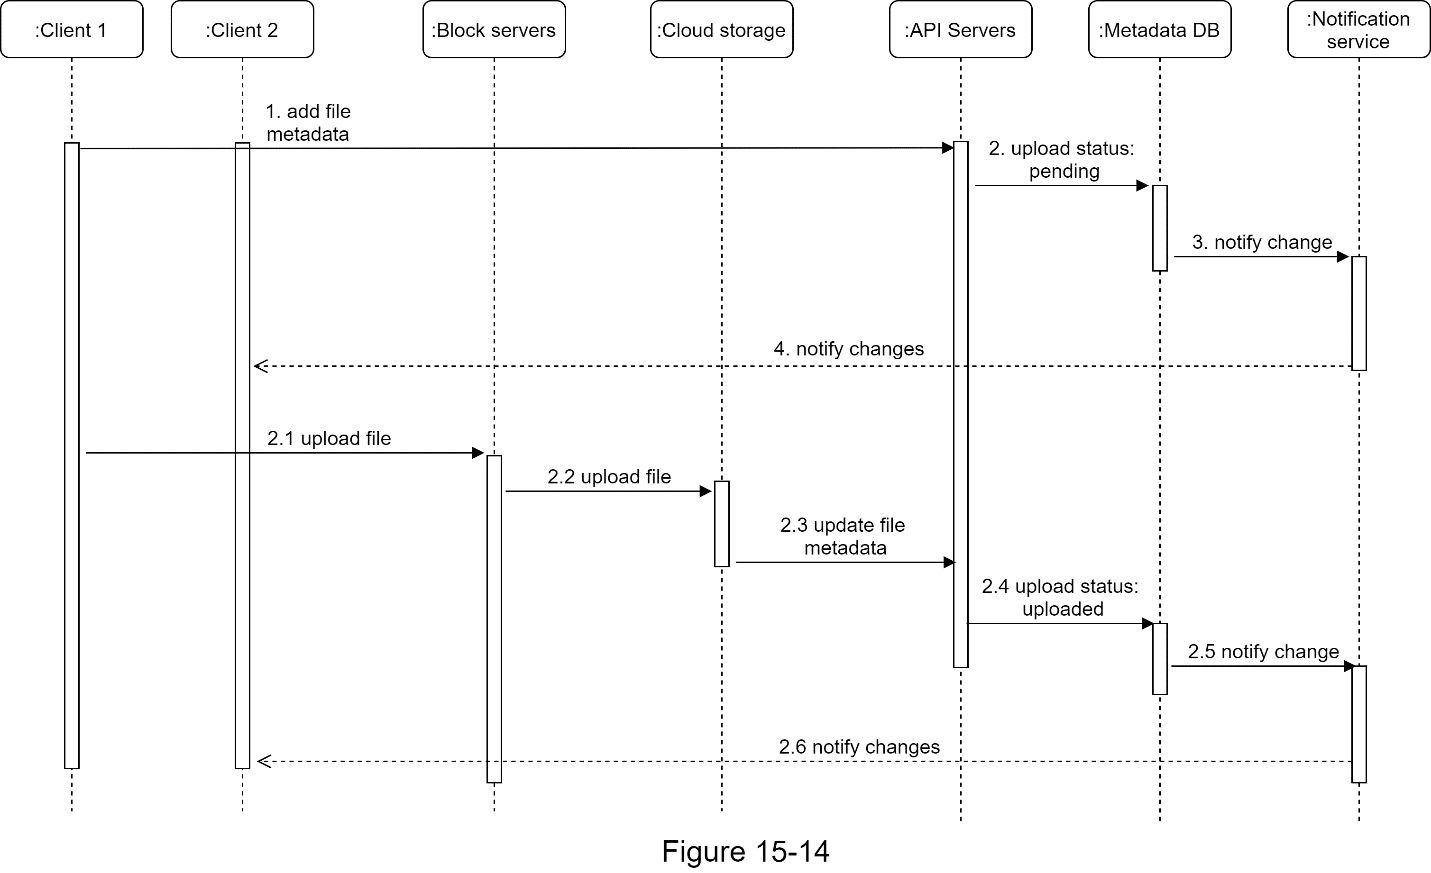 :Client 1
:Client 2
:Block servers
:Cloud storage
:API Servers
:Metadata DB
:Notification
service
1. add file
metadata
2. upload status:
pending
3. notify change
4. notify changes
2.1 upload file
2.2 upload file
2.3 update file
metadata
2.4 upload status:
uploaded
2.5 notify change
2.6 notify changes
Figure 15-14